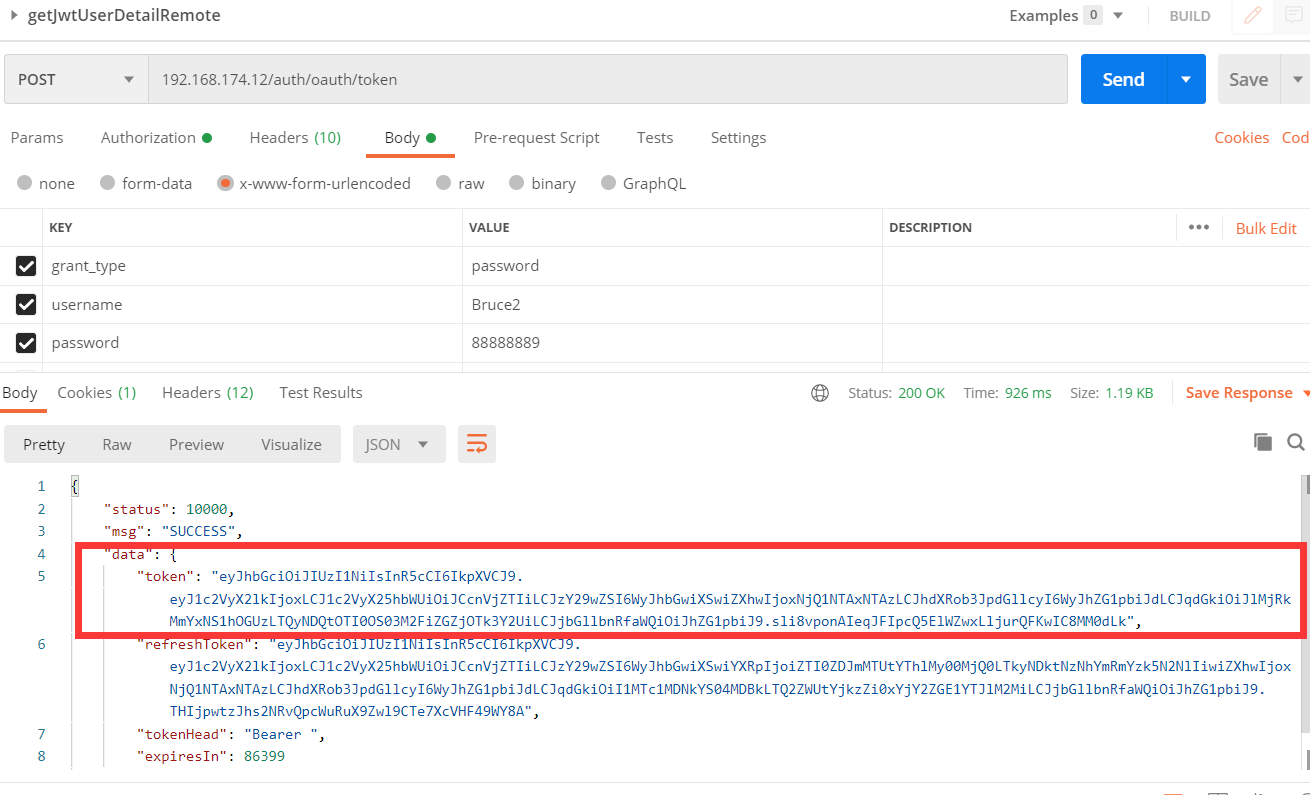 getJwtUserDetailRemote Examples 0 BUILD
POST 192.168.174.12/auth/oauth/token Send Save
Params Authorization Headers (10) Body Pre-request Script Tests Settings Cookies Cod
none form-data x-www-form-urlencoded raw binary GraphQL
KEY VALUE DESCRIPTION ••• Bulk Edit
grant_type password
username Bruce2
password 88888889
Body Cookies (1) Headers (12) Test Results Status: 200 OK Time: 926 ms Size: 1.19 KB Save Response
Pretty Raw Preview Visualize JSON
1 {
2 "status": 10000,
3 "msg": "SUCCESS",
4 "data": {
5 "token": "eyJhbGciOiJIUzI1NiIsInR5cCI6IkpXVCJ9.
eyJ1c2VyX2lkIjoxLCJ1c2VyX25hbWUiOiJCcnVjZTIiLCJzY29wZSI6WyJhbGwiXSwiZXhwIjoxNjQ1NTAxNTAzLCJhdXRob3JpdGllcyI6WyJhZG1pbiJdLCJqdGkiOiJlMjRk
MmYxNS1hOGUzLTQyNDQtOTI0OS03M2FiZGZjOTk3Y2UiLCJjbGllbnRfaWQiOiJhZG1pbiJ9.sli8vponAIeqJFIpcQ5ElWZwxLljurQFKwIC8MM0dLk",
6 "refreshToken": "eyJhbGciOiJIUzI1NiIsInR5cCI6IkpXVCJ9.
eyJ1c2VyX2lkIjoxLCJ1c2VyX25hbWUiOiJCcnVjZTIiLCJzY29wZSI6WyJhbGwiXSwiYXRpIjoiZTI0ZDJmMTUtYThlMy00MjQ0LTkyNDktNzNhYmRmYzk5N2NlIiwiZXhwIjox
NjQ1NTAxNTAzLCJhdXRob3JpdGllcyI6WyJhZG1pbiJdLCJqdGkiOiI1MTc1MDNkYS04MDBkLTQ2ZWUtYjkzZi0xYjY2ZGE1YTJlM2MiLCJjbGllbnRfaWQiOiJhZG1pbiJ9.
THIjpwtzJhs2NRvQpcWuRuX9Zwl9CTe7XcVHF49WY8A",
7 "tokenHead": "Bearer ",
8 "expiresIn": 86399